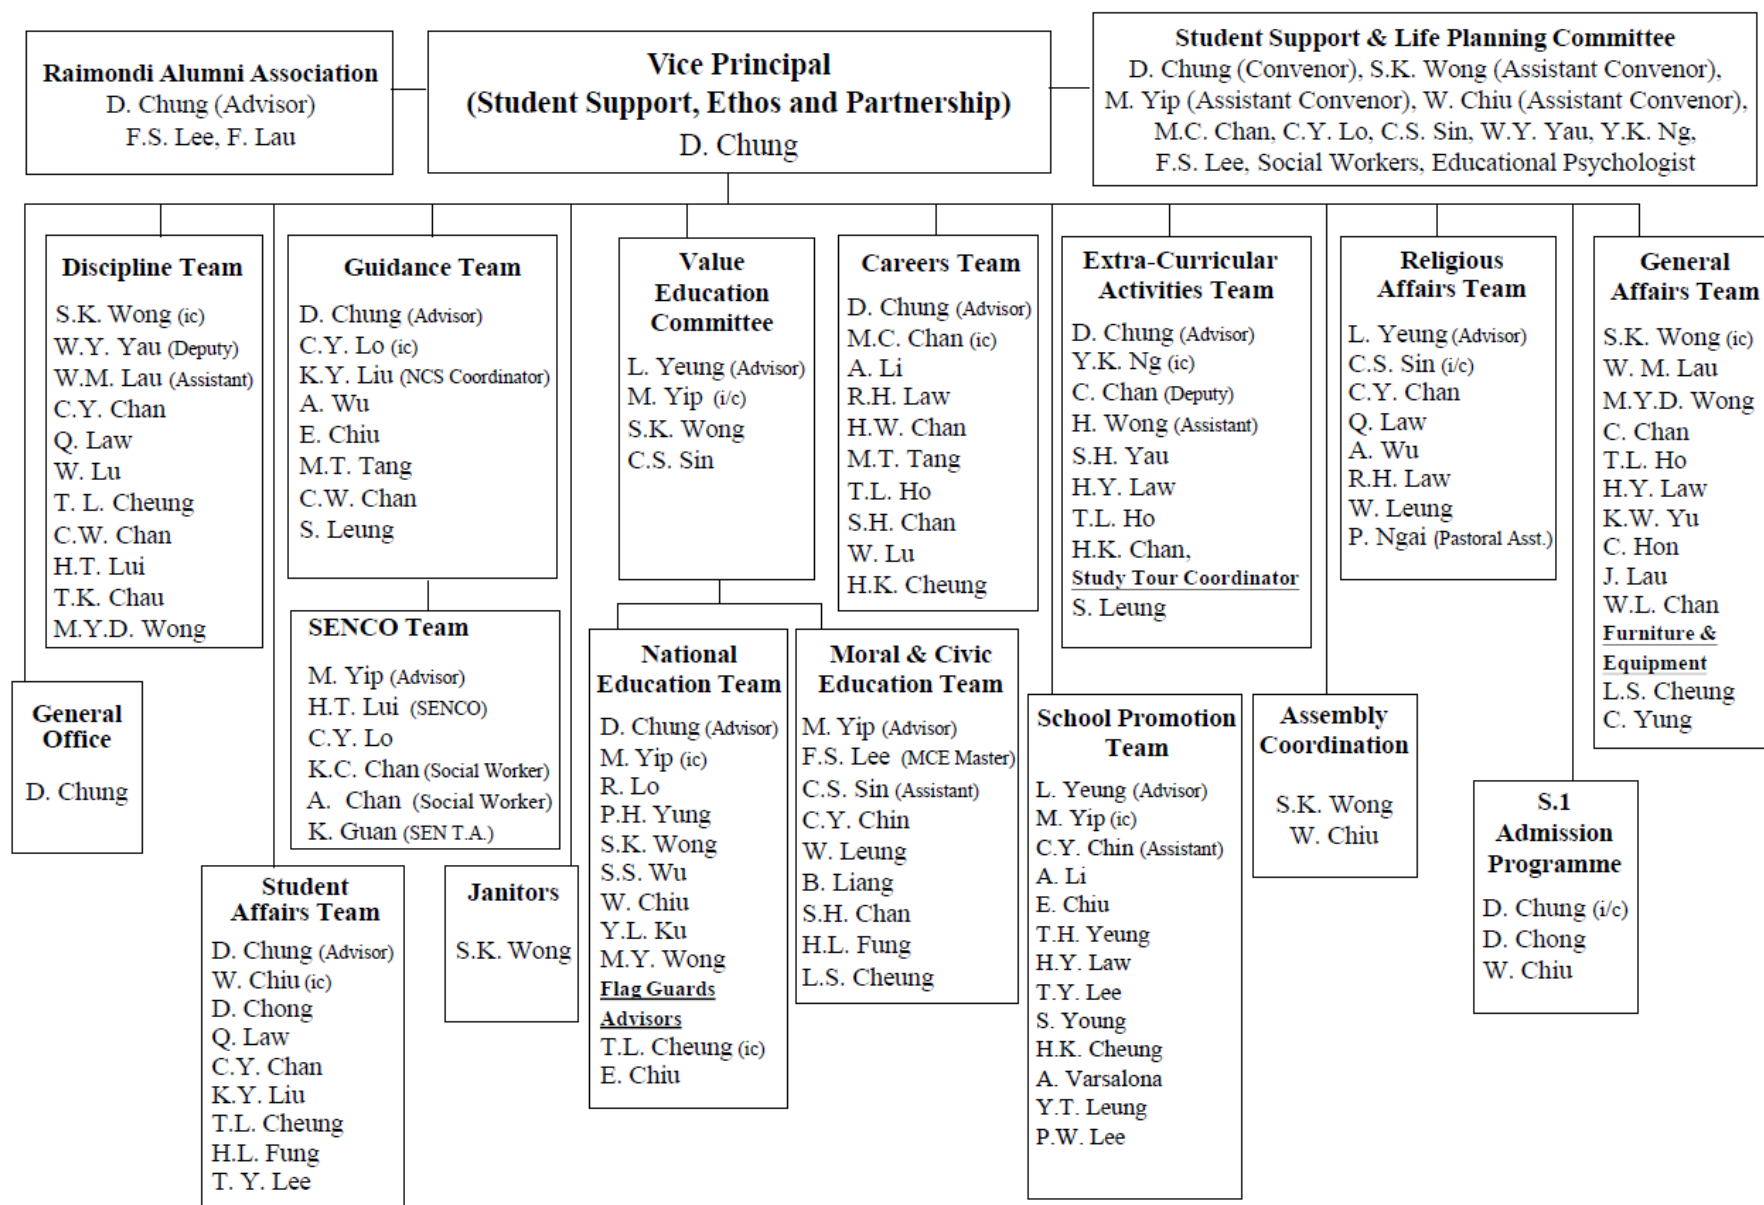 Raimondi Alumni Association
D. Chung (Advisor)
F.S. Lee, F. Lau
Vice Principal
(Student Support, Ethos and Partnership)
D. Chung
Student Support & Life Planning Committee
D. Chung (Convenor), S.K. Wong (Assistant Convenor),
M. Yip (Assistant Convenor), W. Chiu (Assistant Convenor),
M.C. Chan, C.Y. Lo, C.S. Sin, W.Y. Yau, Y.K. Ng,
F.S. Lee, Social Workers, Educational Psychologist
Discipline Team
S.K. Wong (ic)
W.Y. Yau (Deputy)
W.M. Lau (Assistant)
C.Y. Chan
Q. Law
W. Lu
T. L. Cheung
C.W. Chan
H.T. Lui
T.K. Chau
M.Y.D. Wong
Guidance Team
D. Chung (Advisor)
C.Y. Lo (ic)
K.Y. Liu (NCS Coordinator)
A. Wu
E. Chiu
M.T. Tang
C.W. Chan
S. Leung
Value
Education
Committee
L. Yeung (Advisor)
M. Yip (i/c)
S.K. Wong
C.S. Sin
Careers Team
D. Chung (Advisor)
M.C. Chan (ic)
A. Li
R.H. Law
H.W. Chan
M.T. Tang
T.L. Ho
S.H. Chan
W. Lu
H.K. Cheung
Extra-Curricular
Activities Team
D. Chung (Advisor)
Y.K. Ng (ic)
C. Chan (Deputy)
H. Wong (Assistant)
S.H. Yau
H.Y. Law
T.L. Ho
H.K. Chan,
Study Tour Coordinator
S. Leung
Religious
Affairs Team
L. Yeung (Advisor)
C.S. Sin (i/c)
C.Y. Chan
Q. Law
A. Wu
R.H. Law
W. Leung
P. Ngai (Pastoral Asst.)
General
Affairs Team
S.K. Wong (ic)
W. M. Lau
M.Y.D. Wong
C. Chan
T.L. Ho
H.Y. Law
K.W. Yu
C. Hon
J. Lau
W.L. Chan
Furniture &
Equipment
L.S. Cheung
C. Yung
General
Office
D. Chung
SENCO Team
M. Yip (Advisor)
H.T. Lui (SENCO)
C.Y. Lo
K.C. Chan (Social Worker)
A. Chan (Social Worker)
K. Guan (SEN T.A.)
National
Education Team
D. Chung (Advisor)
M. Yip (ic)
R. Lo
P.H. Yung
S.K. Wong
S.S. Wu
W. Chiu
Y.L. Ku
M.Y. Wong
Flag Guards
Advisors
T.L. Cheung (ic)
E. Chiu
Moral & Civic
Education Team
M. Yip (Advisor)
F.S. Lee (MCE Master)
C.S. Sin (Assistant)
C.Y. Chin
W. Leung
B. Liang
S.H. Chan
H.L. Fung
L.S. Cheung
School Promotion
Team
L. Yeung (Advisor)
M. Yip (ic)
C.Y. Chin (Assistant)
A. Li
E. Chiu
T.H. Yeung
H.Y. Law
T.Y. Lee
S. Young
H.K. Cheung
A. Varsalona
Y.T. Leung
P.W. Lee
Assembly
Coordination
S.K. Wong
W. Chiu
S.1
Admission
Programme
D. Chung (i/c)
D. Chong
W. Chiu
Student
Affairs Team
D. Chung (Advisor)
W. Chiu (ic)
D. Chong
Q. Law
C.Y. Chan
K.Y. Liu
T.L. Cheung
H.L. Fung
T. Y. Lee
Janitors
S.K. Wong